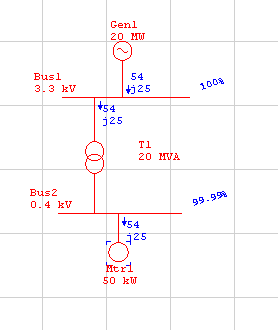 Gen1
20 MW
54
j25
100%
Bus1
3.3 kV
54
j25
T1
20 MVA
Bus2
0.4 kV
99.99%
54
j25
Mtr1
50 kW